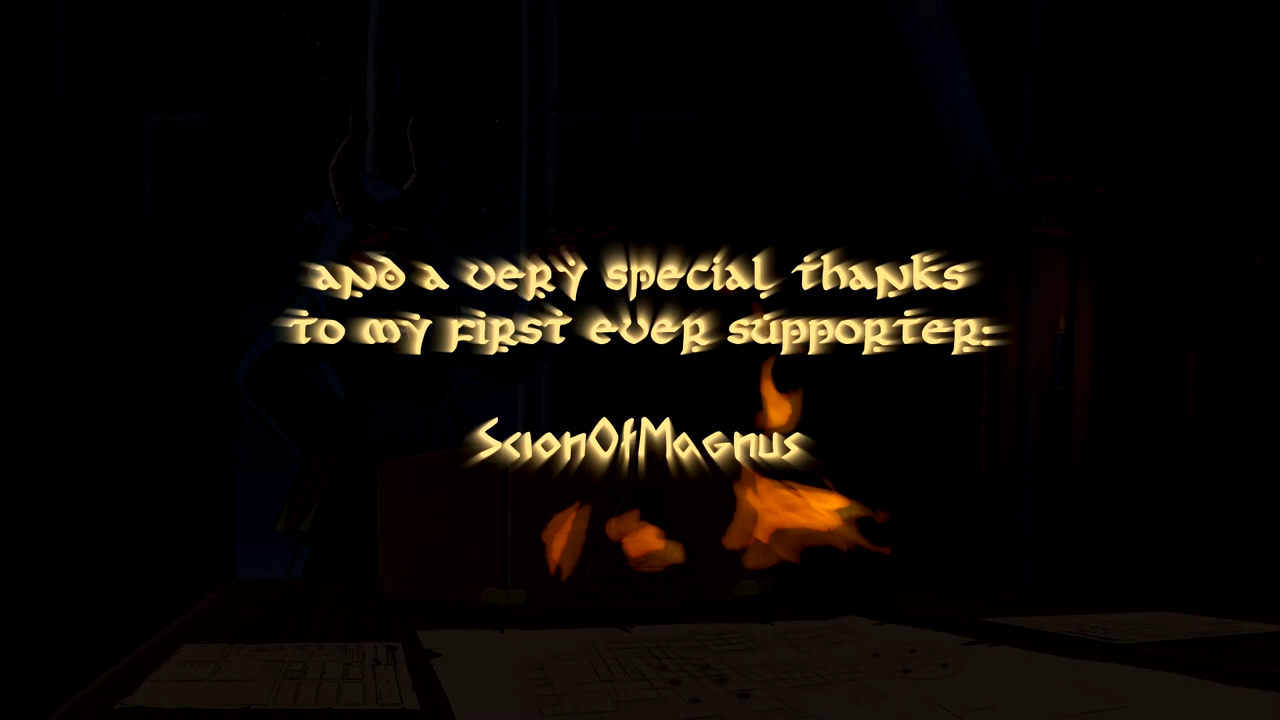 and a very special thanks
to my first ever supporter:
ScionOfMagnus